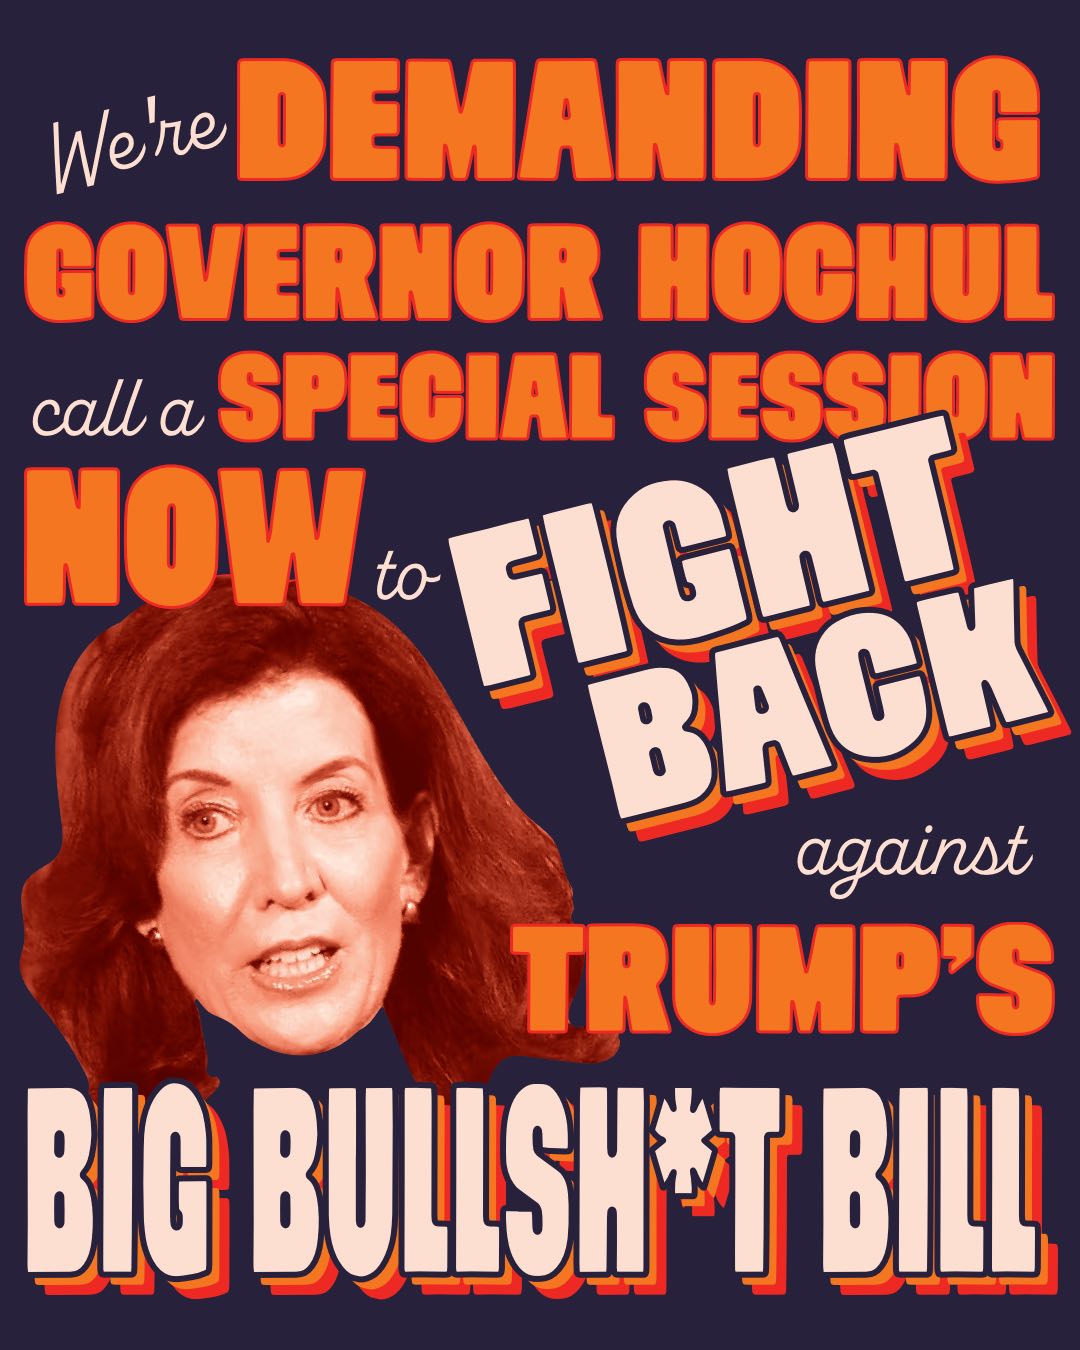 We're DEMANDING
GOVERNOR HOCHUL
call a SPECIAL SESSION
NOW to FIGHT
BACK
against
TRUMP'S
BIG BULLSH*T BILL